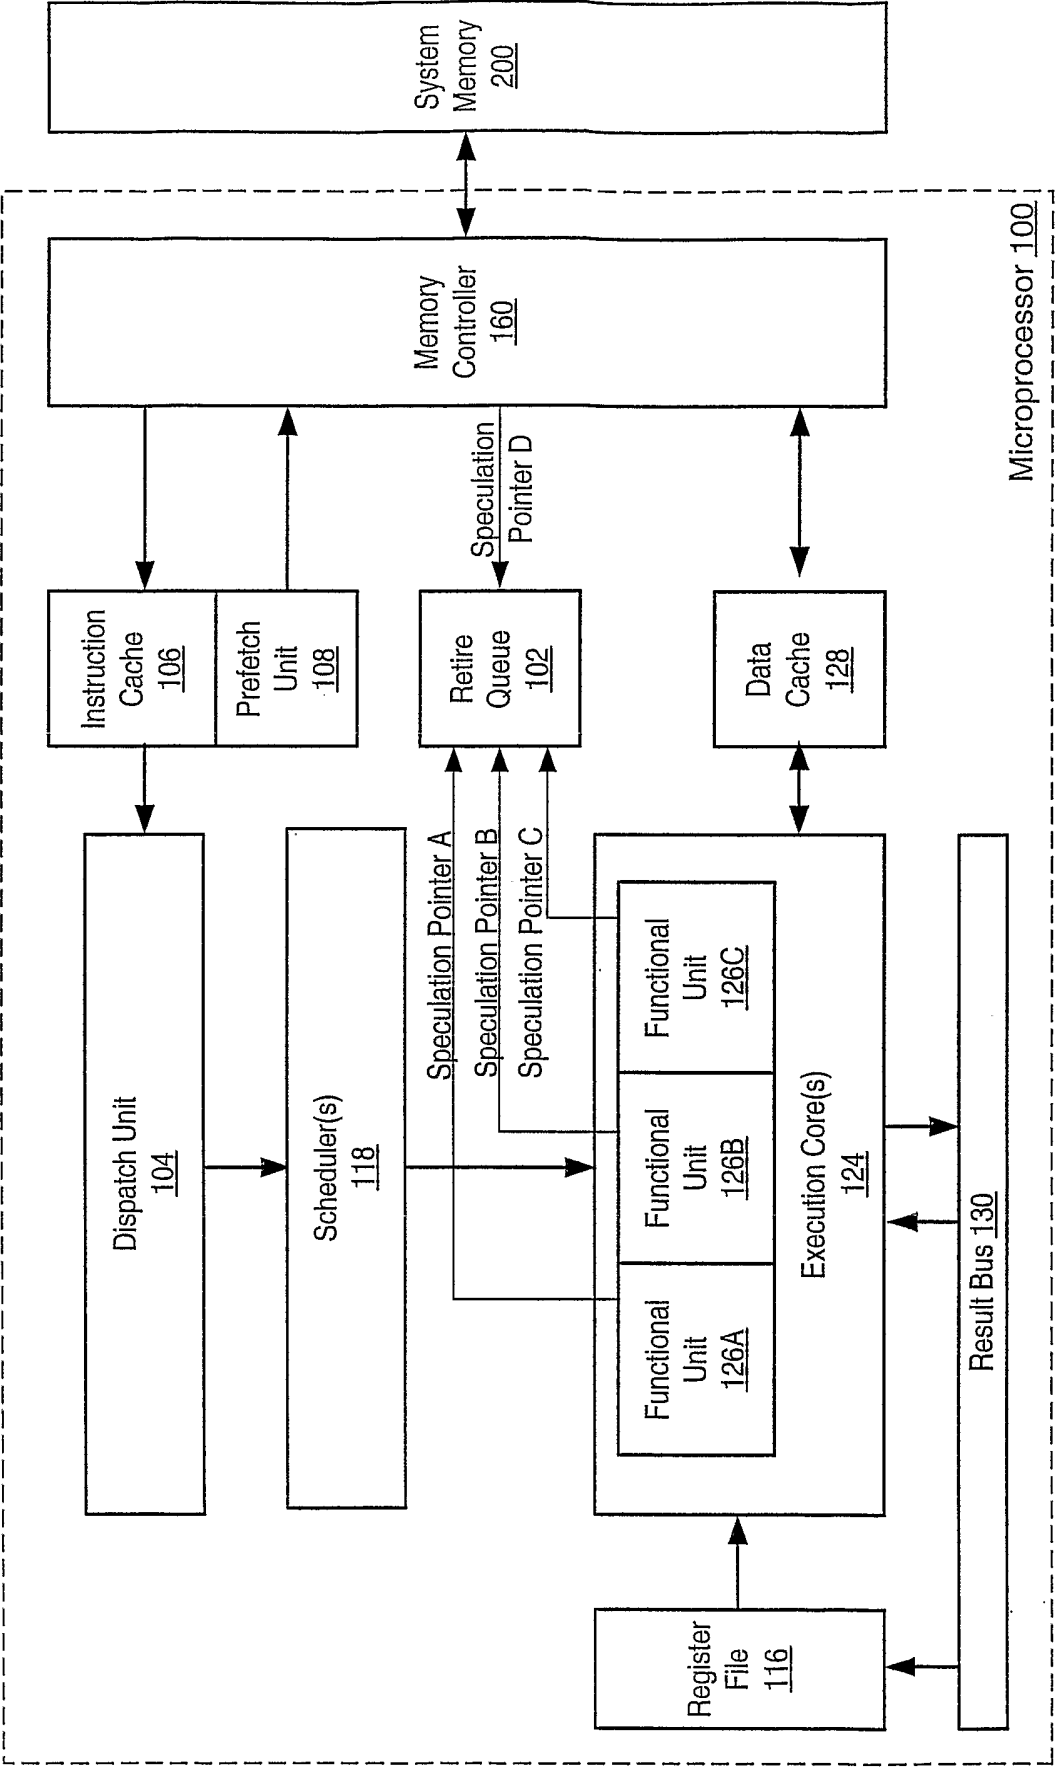 Dispatch Unit
104
Scheduler(s)
118
Instruction
Cache
106
Prefetch
Unit
108
Speculation Pointer A
Speculation Pointer B
Speculation Pointer C
Retire
Queue
102
Speculation
Pointer D
System
Memory
200
Memory
Controller
160
Register
File
116
Functional
Unit
126A
Functional
Unit
126B
Functional
Unit
126C
Execution Core(s)
124
Data
Cache
128
Result Bus 130
Microprocessor 100